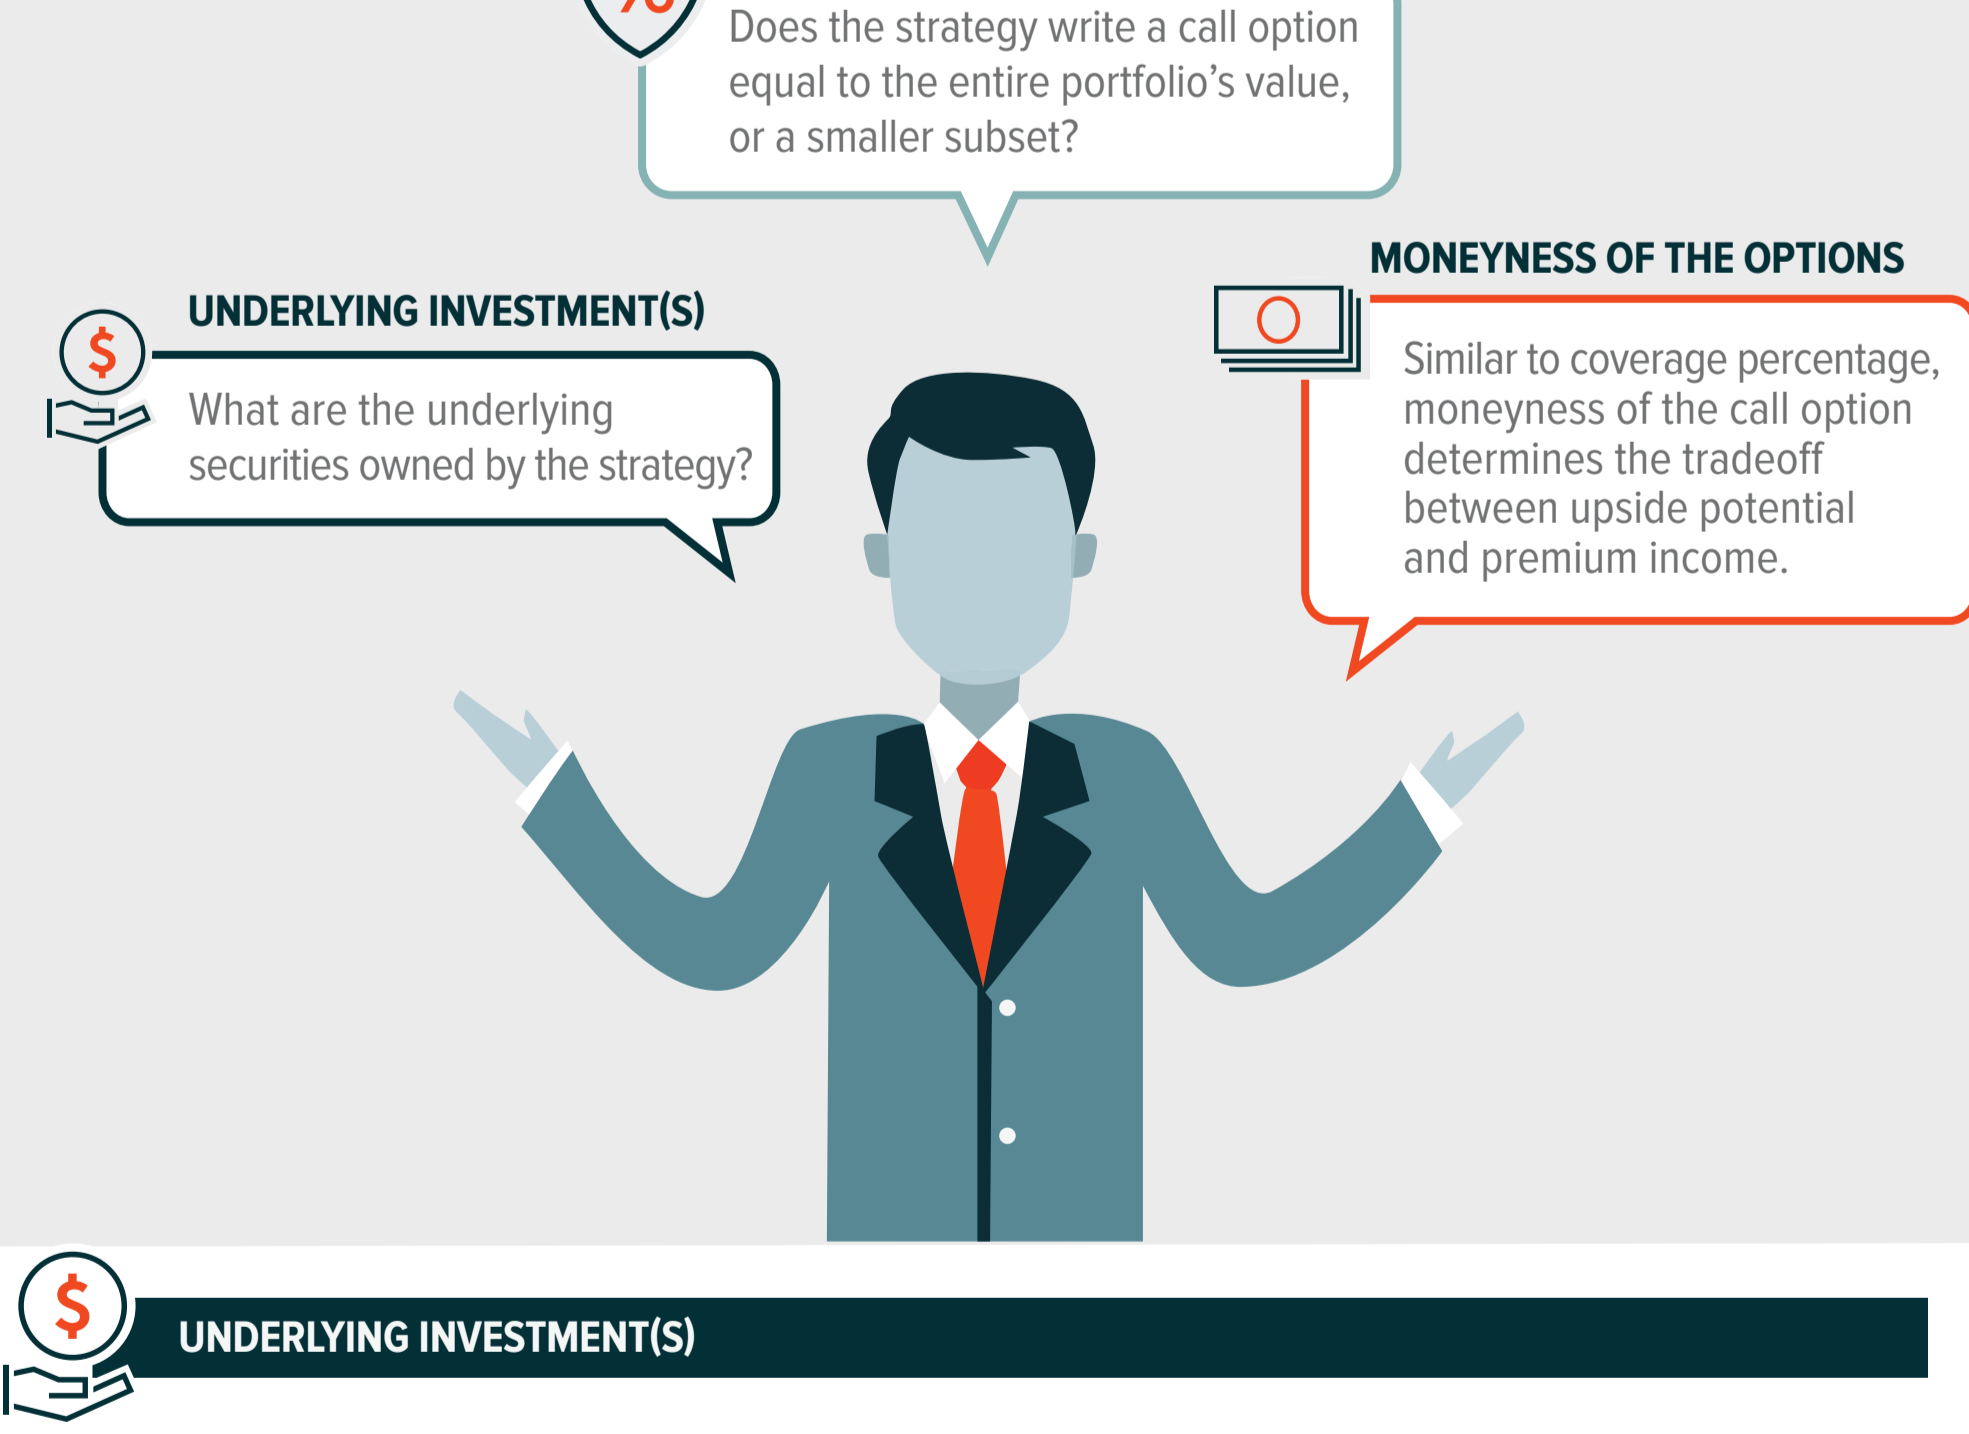 %
Does the strategy write a call option
equal to the entire portfolio's value,
or a smaller subset?
UNDERLYING INVESTMENT(S)
$
What are the underlying
securities owned by the strategy?
MONEYNESS OF THE OPTIONS
Similar to coverage percentage,
moneyness of the call option
determines the tradeoff
between upside potential
and premium income.
$
UNDERLYING INVESTMENT(S)